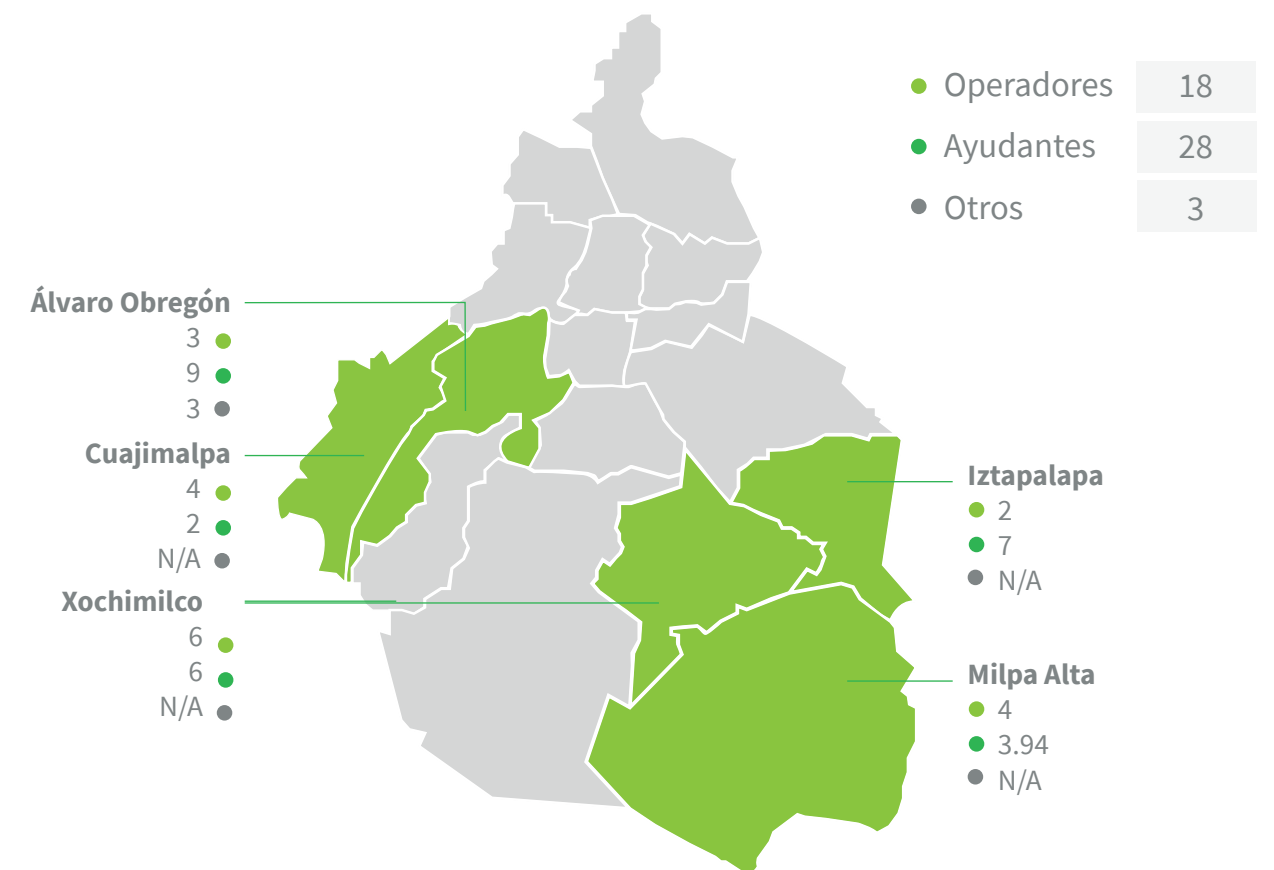 Operadores 18
Ayudantes 28
Otros 3
Álvaro Obregón
3
9
3
Cuajimalpa
4
2
N/A
Xochimilco
6
6
N/A
Iztapalapa
2
7
N/A
Milpa Alta
4
3.94
N/A